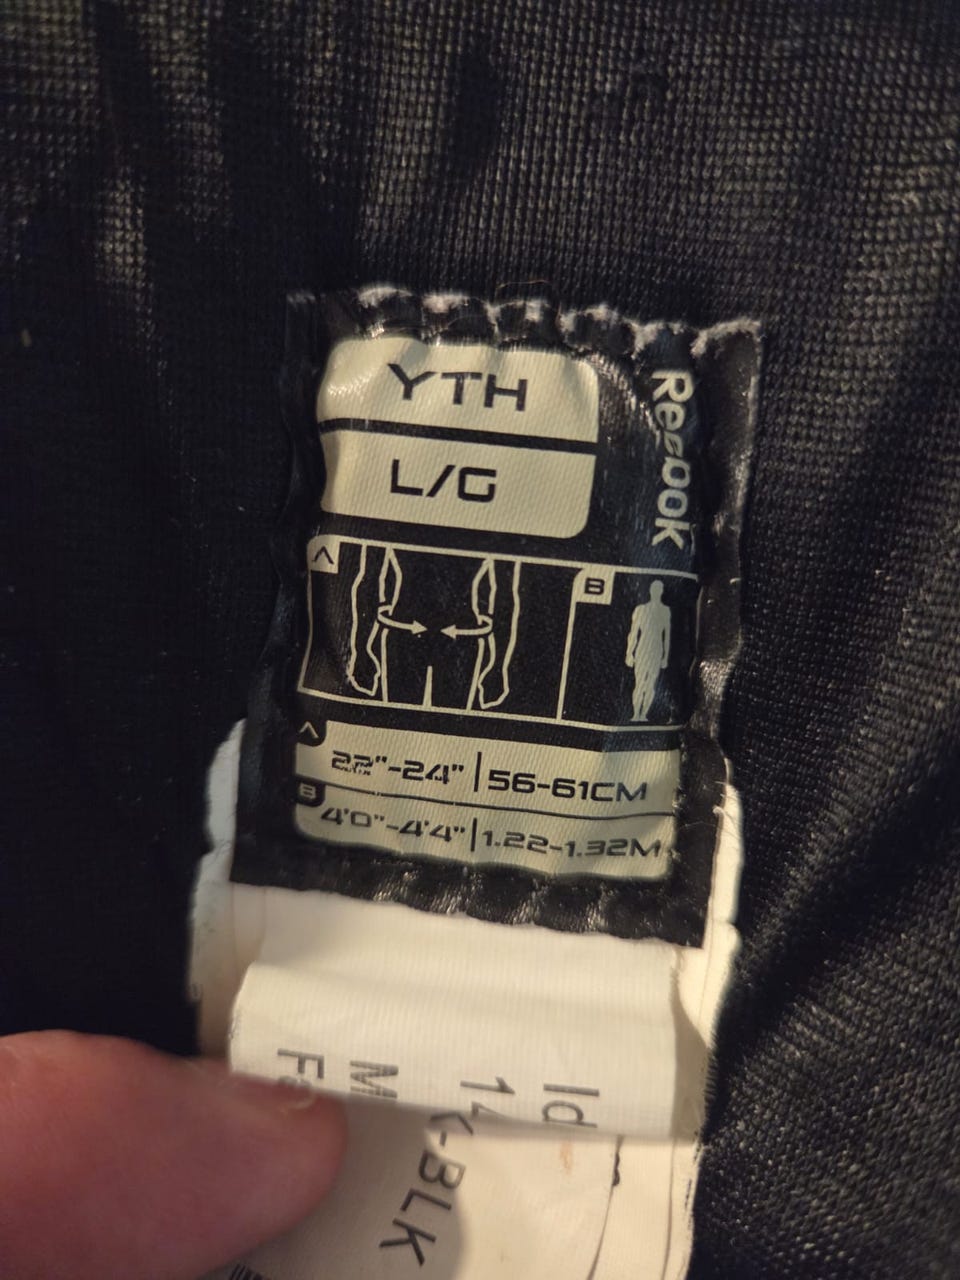 YTH
L/G
Reebok
A
B
A
22"-24" | 56-61CM
B
4'0"-4'4" | 1.22-1.32M